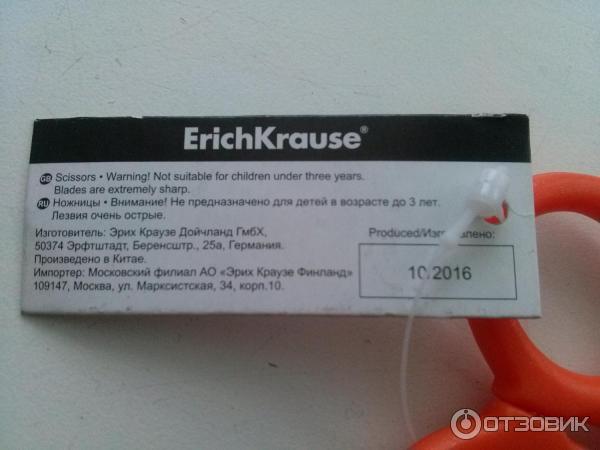 ErichKrause®
GB Scissors • Warning! Not suitable for children under three years.
Blades are extremely sharp.
RU Ножницы • Внимание! Не предназначено для детей в возрасте до 3 лет.
Лезвия очень острые.
Изготовитель: Эрих Краузе Дойчланд ГмбХ,
50374 Эрфтштадт, Беренсштр., 25а, Германия.
Произведено в Китае.
Импортер: Московский филиал АО «Эрих Краузе Финланд»
109147, Москва, ул. Марксистская, 34, корп.10.
Produced/Изготовлено:
10.2016
ОТЗОВИК